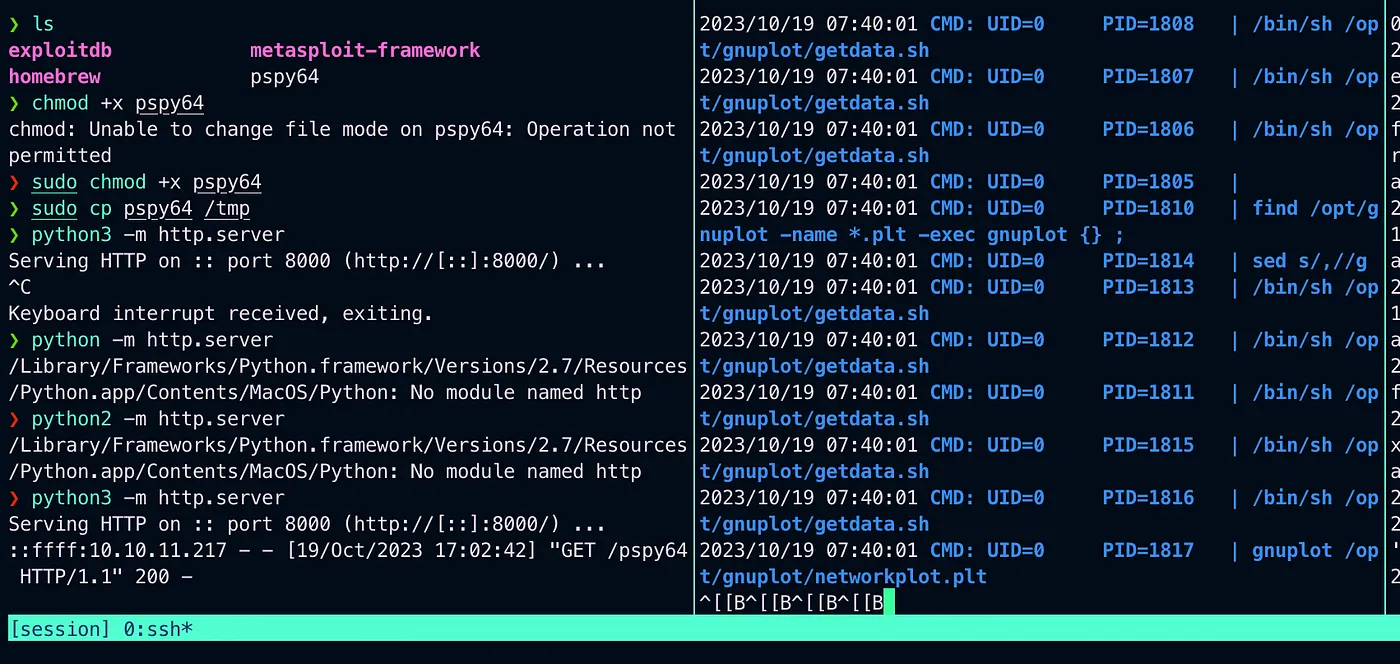 ❯ ls
exploitdb metasploit-framework
homebrew pspy64
❯ chmod +x pspy64
chmod: Unable to change file mode on pspy64: Operation not
permitted
❯ sudo chmod +x pspy64
❯ sudo cp pspy64 /tmp
❯ python3 -m http.server
Serving HTTP on :: port 8000 (http://[::]:8000/) ...
^C
Keyboard interrupt received, exiting.
❯ python -m http.server
/Library/Frameworks/Python.framework/Versions/2.7/Resources
/Python.app/Contents/MacOS/Python: No module named http
❯ python2 -m http.server
/Library/Frameworks/Python.framework/Versions/2.7/Resources
/Python.app/Contents/MacOS/Python: No module named http
❯ python3 -m http.server
Serving HTTP on :: port 8000 (http://[::]:8000/) ...
::ffff:10.10.11.217 - - [19/Oct/2023 17:02:42] "GET /pspy64
HTTP/1.1" 200 -
2023/10/19 07:40:01 CMD: UID=0 PID=1808 | /bin/sh /op
t/gnuplot/getdata.sh
2023/10/19 07:40:01 CMD: UID=0 PID=1807 | /bin/sh /op
t/gnuplot/getdata.sh
2023/10/19 07:40:01 CMD: UID=0 PID=1806 | /bin/sh /op
t/gnuplot/getdata.sh
2023/10/19 07:40:01 CMD: UID=0 PID=1805 |
2023/10/19 07:40:01 CMD: UID=0 PID=1810 | find /opt/g
nuplot -name *.plt -exec gnuplot {} ;
2023/10/19 07:40:01 CMD: UID=0 PID=1814 | sed s/,//g
2023/10/19 07:40:01 CMD: UID=0 PID=1813 | /bin/sh /op
t/gnuplot/getdata.sh
2023/10/19 07:40:01 CMD: UID=0 PID=1812 | /bin/sh /op
t/gnuplot/getdata.sh
2023/10/19 07:40:01 CMD: UID=0 PID=1811 | /bin/sh /op
t/gnuplot/getdata.sh
2023/10/19 07:40:01 CMD: UID=0 PID=1815 | /bin/sh /op
t/gnuplot/getdata.sh
2023/10/19 07:40:01 CMD: UID=0 PID=1816 | /bin/sh /op
t/gnuplot/getdata.sh
2023/10/19 07:40:01 CMD: UID=0 PID=1817 | gnuplot /op
t/gnuplot/networkplot.plt
^[[B^[[B^[[B^[[B
[session] 0:ssh*